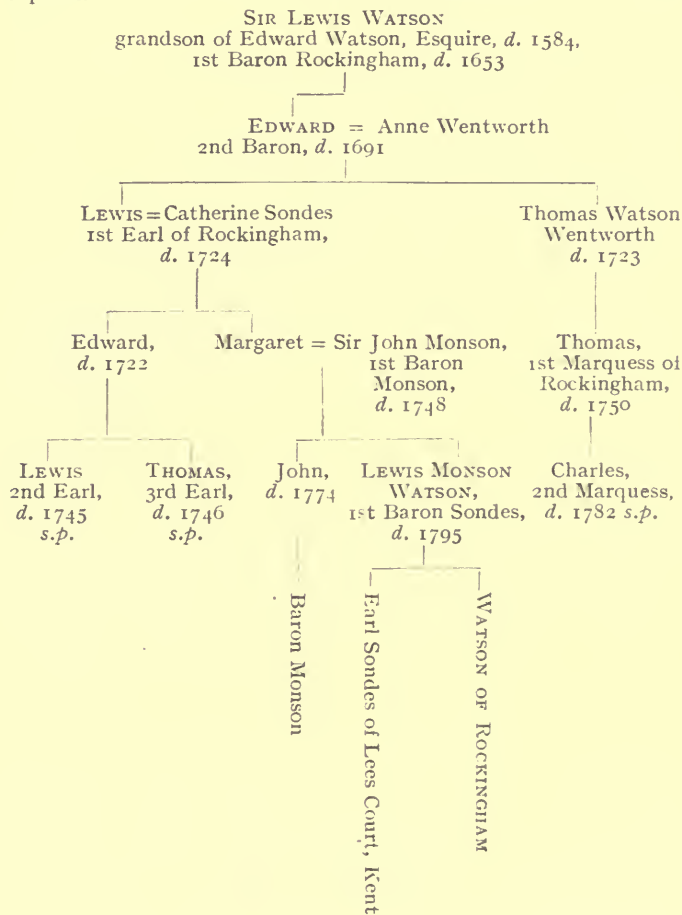 SIR LEWIS WATSON
grandson of Edward Watson, Esquire, d. 1584,
1st Baron Rockingham, d. 1653
EDWARD = Anne Wentworth
2nd Baron, d. 1691
LEWIS = Catherine Sondes
1st Earl of Rockingham,
d. 1724
Thomas Watson
Wentworth
d. 1723
Edward,
d. 1722
Margaret = Sir John Monson,
1st Baron
Monson,
d. 1748
Thomas,
1st Marquess of
Rockingham,
d. 1750
LEWIS
2nd Earl,
d. 1745
s.p.
THOMAS,
3rd Earl,
d. 1746
s.p.
John,
d. 1774
LEWIS MONSON
WATSON,
1st Baron Sondes,
d. 1795
Charles,
2nd Marquess,
d. 1782 s.p.
Baron Monson
Earl Sondes of Lees Court, Kent
WATSON OF ROCKINGHAM